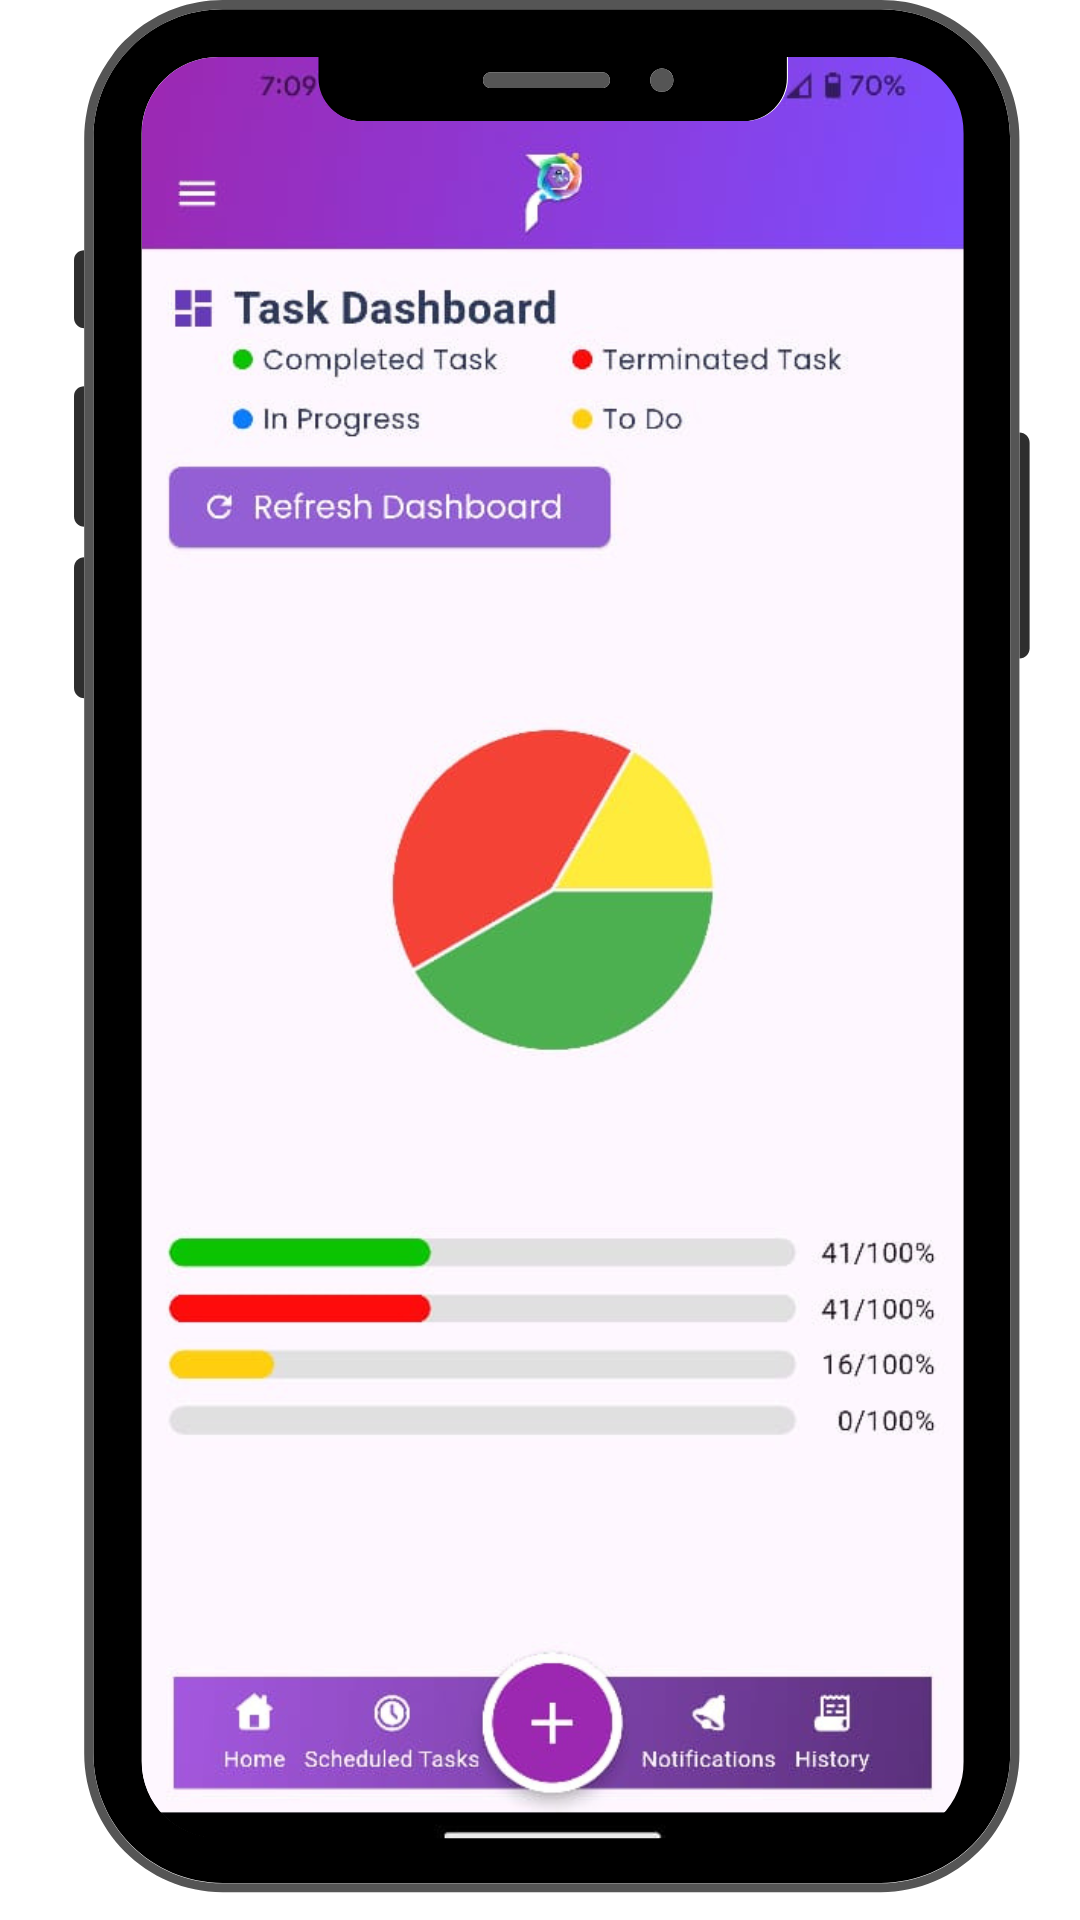 7:09
70%
Task Dashboard
Completed Task
Terminated Task
In Progress
To Do
Refresh Dashboard
41/100%
41/100%
16/100%
0/100%
Home
Scheduled Tasks
+
Notifications
History